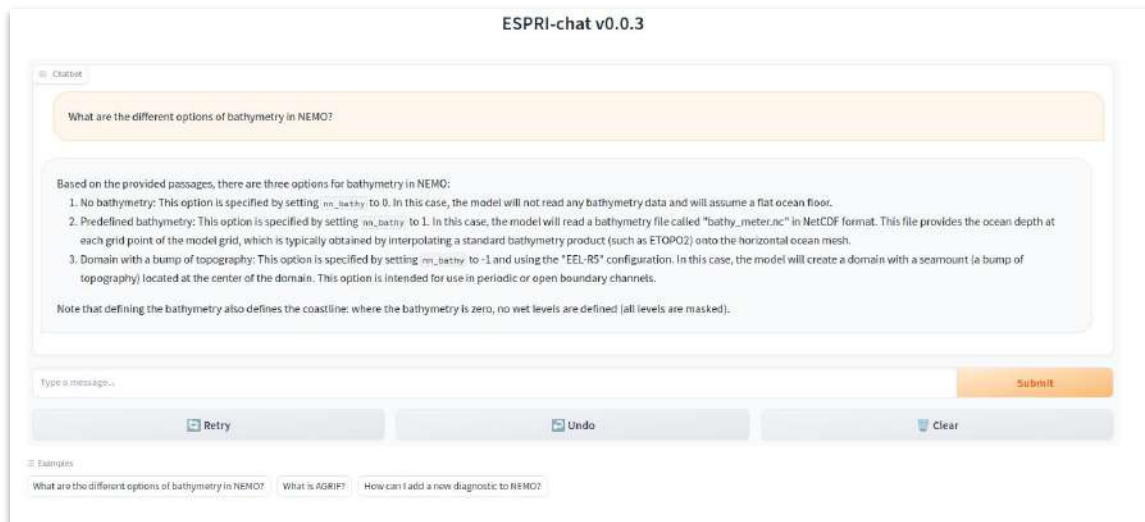 ESPRI-chat v0.0.3
Chatbot
What are the different options of bathymetry in NEMO?
Based on the provided passages, there are three options for bathymetry in NEMO:
1. No bathymetry: This option is specified by setting nn_bathy to 0. In this case, the model will not read any bathymetry data and will assume a flat ocean floor.
2. Predefined bathymetry: This option is specified by setting nn_bathy to 1. In this case, the model will read a bathymetry file called "bathy_meter.nc" in NetCDF format. This file provides the ocean depth at
each grid point of the model grid, which is typically obtained by interpolating a standard bathymetry product (such as ETOPO2) onto the horizontal ocean mesh.
3. Domain with a bump of topography: This option is specified by setting nn_bathy to -1 and using the "EEL-R5" configuration. In this case, the model will create a domain with a seamount (a bump of
topography) located at the center of the domain. This option is intended for use in periodic or open boundary channels.
Note that defining the bathymetry also defines the coastline: where the bathymetry is zero, no wet levels are defined (all levels are masked).
Type a message...
Submit
Retry
Undo
Clear
Examples
What are the different options of bathymetry in NEMO?
What is AGRIF?
How can I add a new diagnostic to NEMO?